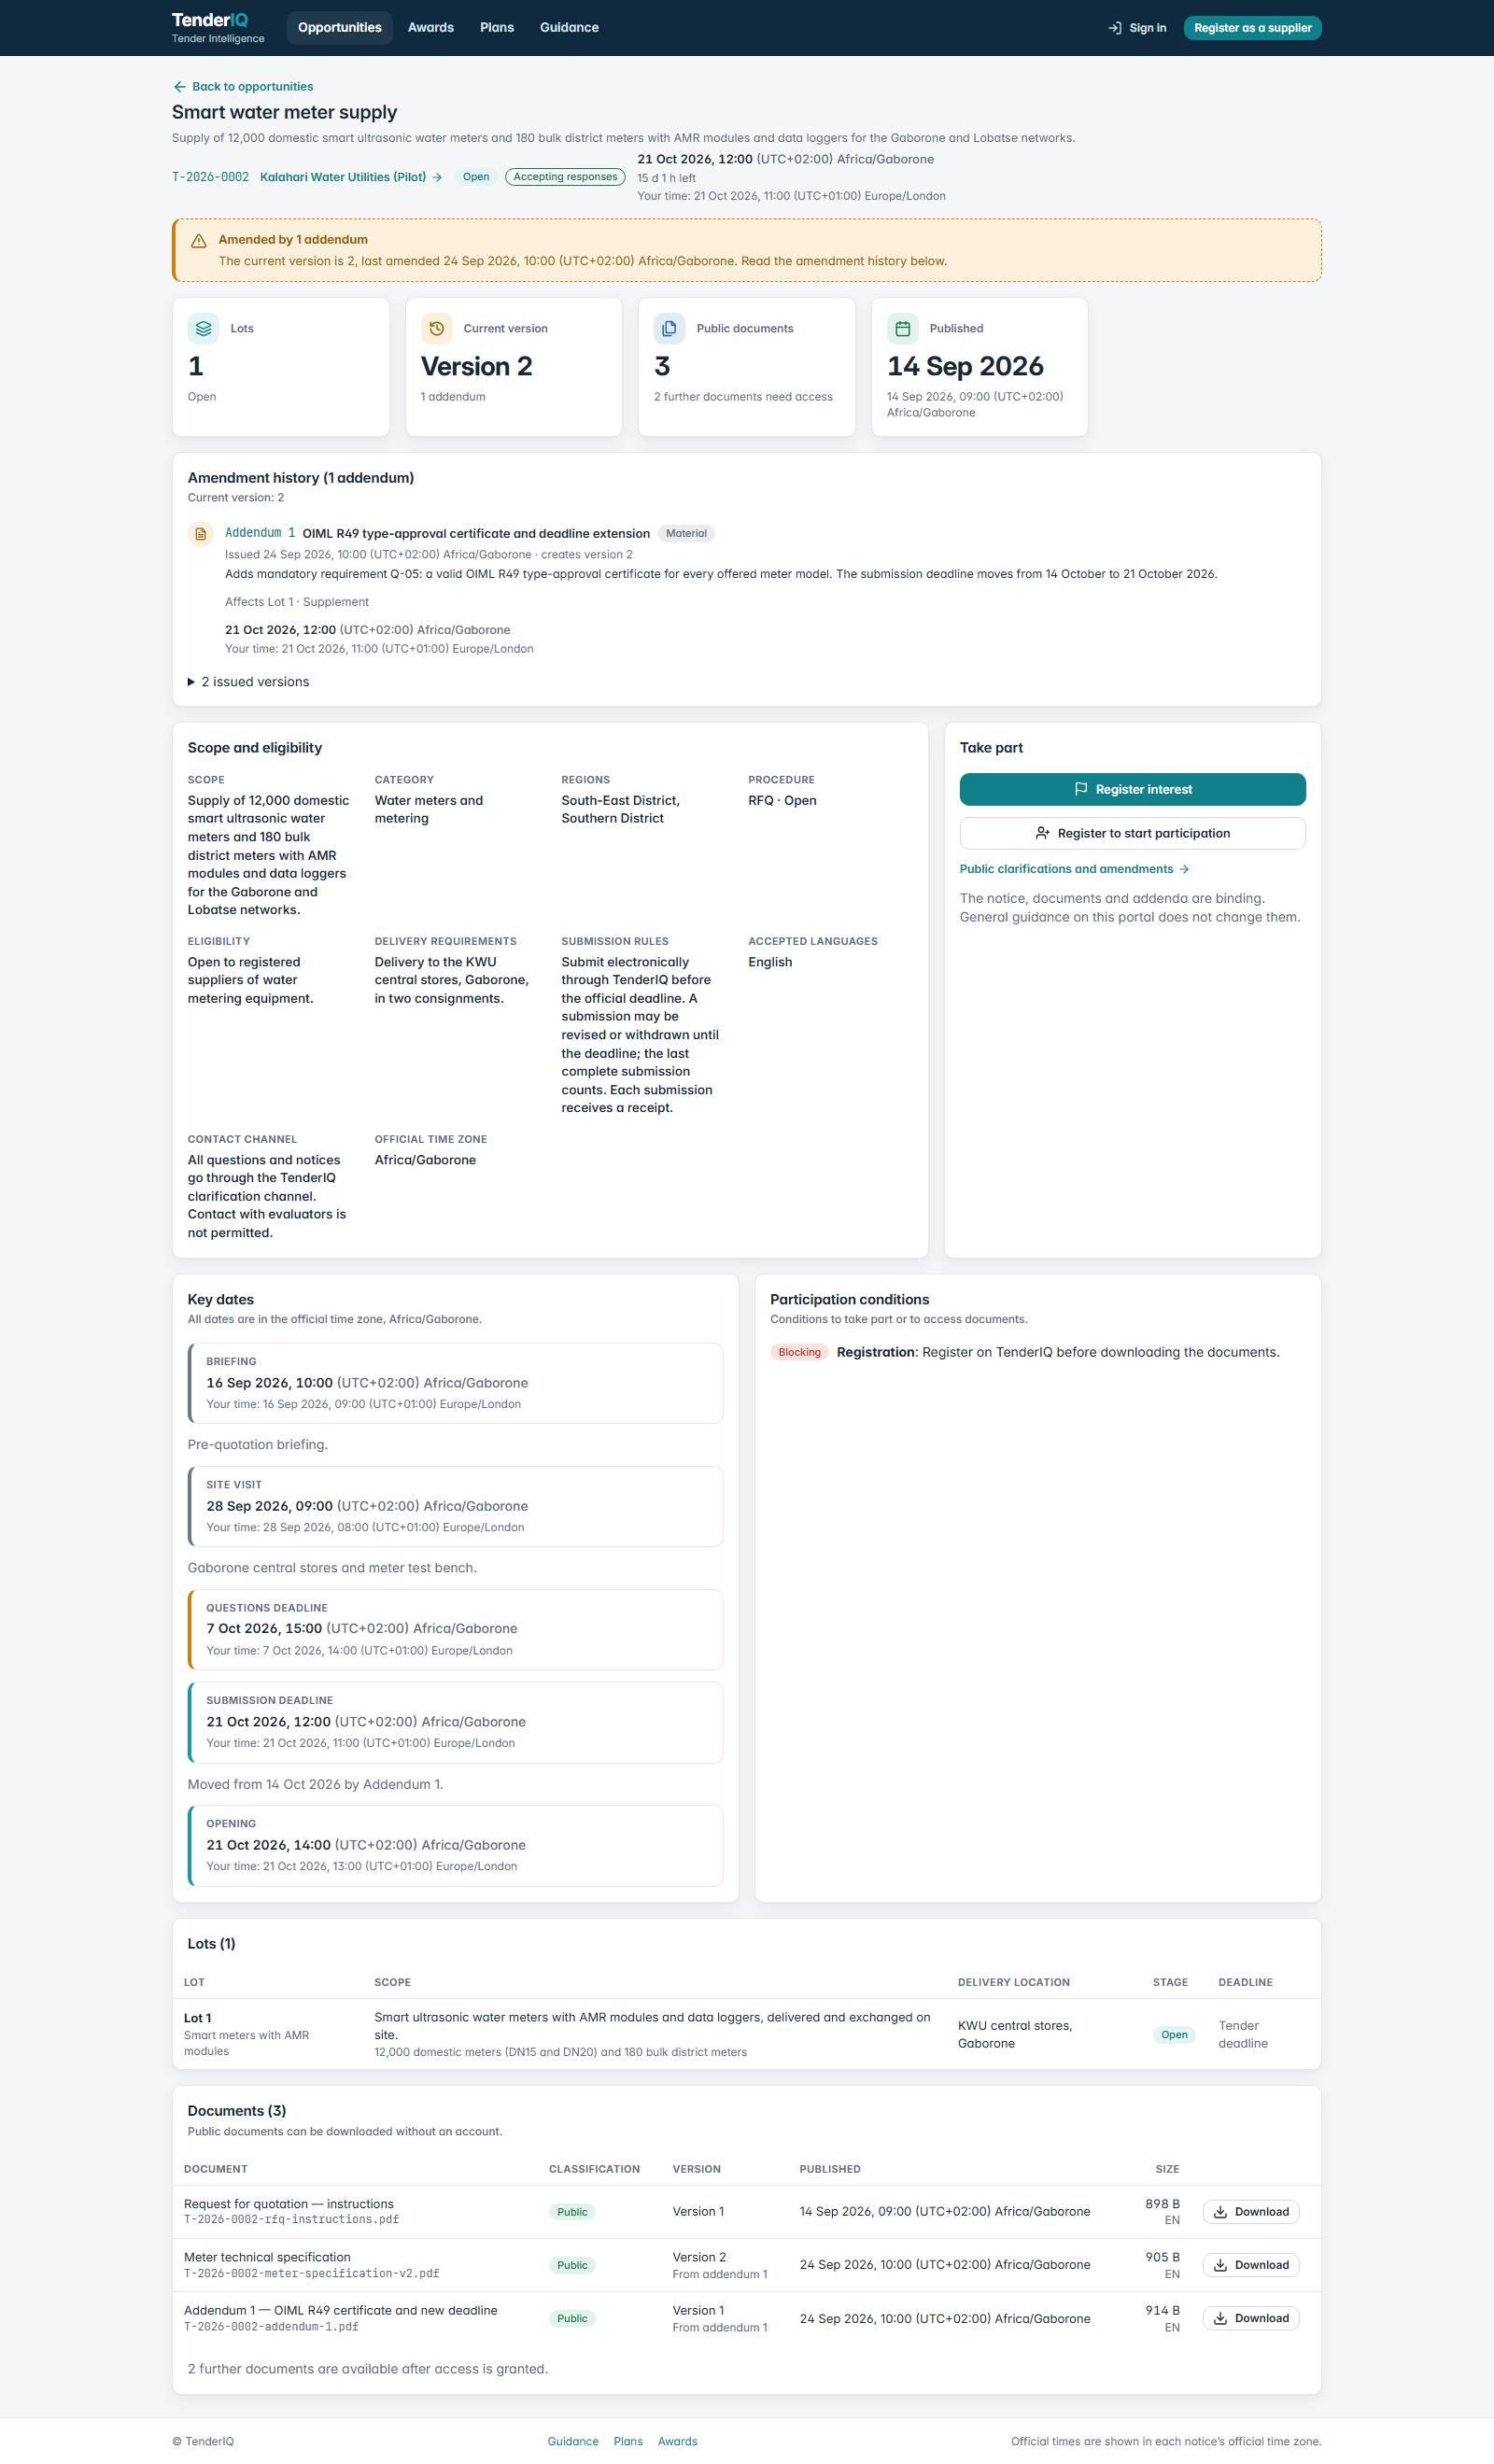 TenderIQ
Tender Intelligence
Opportunities
Awards
Plans
Guidance
Sign in
Register as a supplier
Back to opportunities
Smart water meter supply
Supply of 12,000 domestic smart ultrasonic water meters and 180 bulk district meters with AMR modules and data loggers for the Gaborone and Lobatse networks.
T-2026-0002 Kalahari Water Utilities (Pilot) → Open Accepting responses
21 Oct 2026, 12:00 (UTC+02:00) Africa/Gaborone
15 d 1 h left
Your time: 21 Oct 2026, 11:00 (UTC+01:00) Europe/London
Amended by 1 addendum
The current version is 2, last amended 24 Sep 2026, 10:00 (UTC+02:00) Africa/Gaborone. Read the amendment history below.
Lots
1
Open
Current version
Version 2
1 addendum
Public documents
3
2 further documents need access
Published
14 Sep 2026
14 Sep 2026, 09:00 (UTC+02:00)
Africa/Gaborone
Amendment history (1 addendum)
Current version: 2
Addendum 1 OIML R49 type-approval certificate and deadline extension Material
Issued 24 Sep 2026, 10:00 (UTC+02:00) Africa/Gaborone · creates version 2
Adds mandatory requirement Q-05: a valid OIML R49 type-approval certificate for every offered meter model. The submission deadline moves from 14 October to 21 October 2026.
Affects Lot 1 · Supplement
21 Oct 2026, 12:00 (UTC+02:00) Africa/Gaborone
Your time: 21 Oct 2026, 11:00 (UTC+01:00) Europe/London
▶ 2 issued versions
Scope and eligibility
SCOPE
Supply of 12,000 domestic
smart ultrasonic water
meters and 180 bulk
district meters with AMR
modules and data loggers
for the Gaborone and
Lobatse networks.
CATEGORY
Water meters and
metering
REGIONS
South-East District,
Southern District
PROCEDURE
RFQ · Open
ELIGIBILITY
Open to registered
suppliers of water
metering equipment.
DELIVERY REQUIREMENTS
Delivery to the KWU
central stores, Gaborone,
in two consignments.
SUBMISSION RULES
Submit electronically
through TenderIQ before
the official deadline. A
submission may be
revised or withdrawn until
the deadline; the last
complete submission
counts. Each submission
receives a receipt.
ACCEPTED LANGUAGES
English
CONTACT CHANNEL
All questions and notices
go through the TenderIQ
clarification channel.
Contact with evaluators is
not permitted.
OFFICIAL TIME ZONE
Africa/Gaborone
Take part
Register interest
Register to start participation
Public clarifications and amendments →
The notice, documents and addenda are binding.
General guidance on this portal does not change them.
Key dates
All dates are in the official time zone, Africa/Gaborone.
BRIEFING
16 Sep 2026, 10:00 (UTC+02:00) Africa/Gaborone
Your time: 16 Sep 2026, 09:00 (UTC+01:00) Europe/London
Pre-quotation briefing.
SITE VISIT
28 Sep 2026, 09:00 (UTC+02:00) Africa/Gaborone
Your time: 28 Sep 2026, 08:00 (UTC+01:00) Europe/London
Gaborone central stores and meter test bench.
QUESTIONS DEADLINE
7 Oct 2026, 15:00 (UTC+02:00) Africa/Gaborone
Your time: 7 Oct 2026, 14:00 (UTC+01:00) Europe/London
SUBMISSION DEADLINE
21 Oct 2026, 12:00 (UTC+02:00) Africa/Gaborone
Your time: 21 Oct 2026, 11:00 (UTC+01:00) Europe/London
Moved from 14 Oct 2026 by Addendum 1.
OPENING
21 Oct 2026, 14:00 (UTC+02:00) Africa/Gaborone
Your time: 21 Oct 2026, 13:00 (UTC+01:00) Europe/London
Participation conditions
Conditions to take part or to access documents.
Blocking Registration: Register on TenderIQ before downloading the documents.
Lots (1)
LOT SCOPE DELIVERY LOCATION STAGE DEADLINE
Lot 1
Smart meters with AMR
modules
Smart ultrasonic water meters with AMR modules and data loggers, delivered and exchanged on
site.
12,000 domestic meters (DN15 and DN20) and 180 bulk district meters
KWU central stores,
Gaborone
Open
Tender
deadline
Documents (3)
Public documents can be downloaded without an account.
DOCUMENT CLASSIFICATION VERSION PUBLISHED SIZE
Request for quotation — instructions
T-2026-0002-rfq-instructions.pdf
Public
Version 1
14 Sep 2026, 09:00 (UTC+02:00) Africa/Gaborone
898 B
EN
Download
Meter technical specification
T-2026-0002-meter-specification-v2.pdf
Public
Version 2
From addendum 1
24 Sep 2026, 10:00 (UTC+02:00) Africa/Gaborone
905 B
EN
Download
Addendum 1 — OIML R49 certificate and new deadline
T-2026-0002-addendum-1.pdf
Public
Version 1
From addendum 1
24 Sep 2026, 10:00 (UTC+02:00) Africa/Gaborone
914 B
EN
Download
2 further documents are available after access is granted.
© TenderIQ
Guidance Plans Awards
Official times are shown in each notice's official time zone.